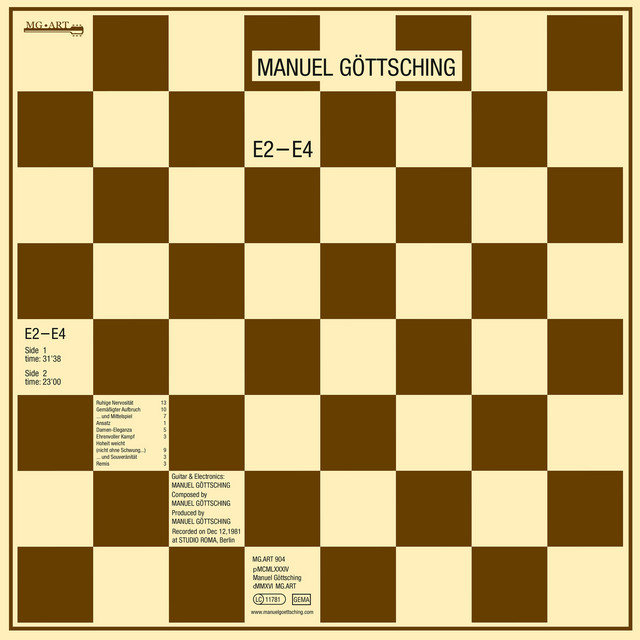 MG•ART
MANUEL GÖTTSCHING
E2–E4
E2–E4
Side 1
time: 31'38
Side 2
time: 23'00
Ruhige Nervosität 13
Gemäßigter Aufbruch 10
...und Mittelspiel 7
Ansatz 1
Damen-Eleganza 5
Ehrenvoller Kampf 3
Hoheit weicht
(nicht ohne Schwung...) 9
...und Souveränität 3
Remis 3
Guitar & Electronics:
MANUEL GÖTTSCHING
Composed by
MANUEL GÖTTSCHING
Produced by
MANUEL GÖTTSCHING
Recorded on Dec 12,1981
at STUDIO ROMA, Berlin
MG.ART 904
pMCMLXXXIV
Manuel Göttsching
dMMXVI MG.ART
LC 11781 GEMA
www.manuelgoettsching.com